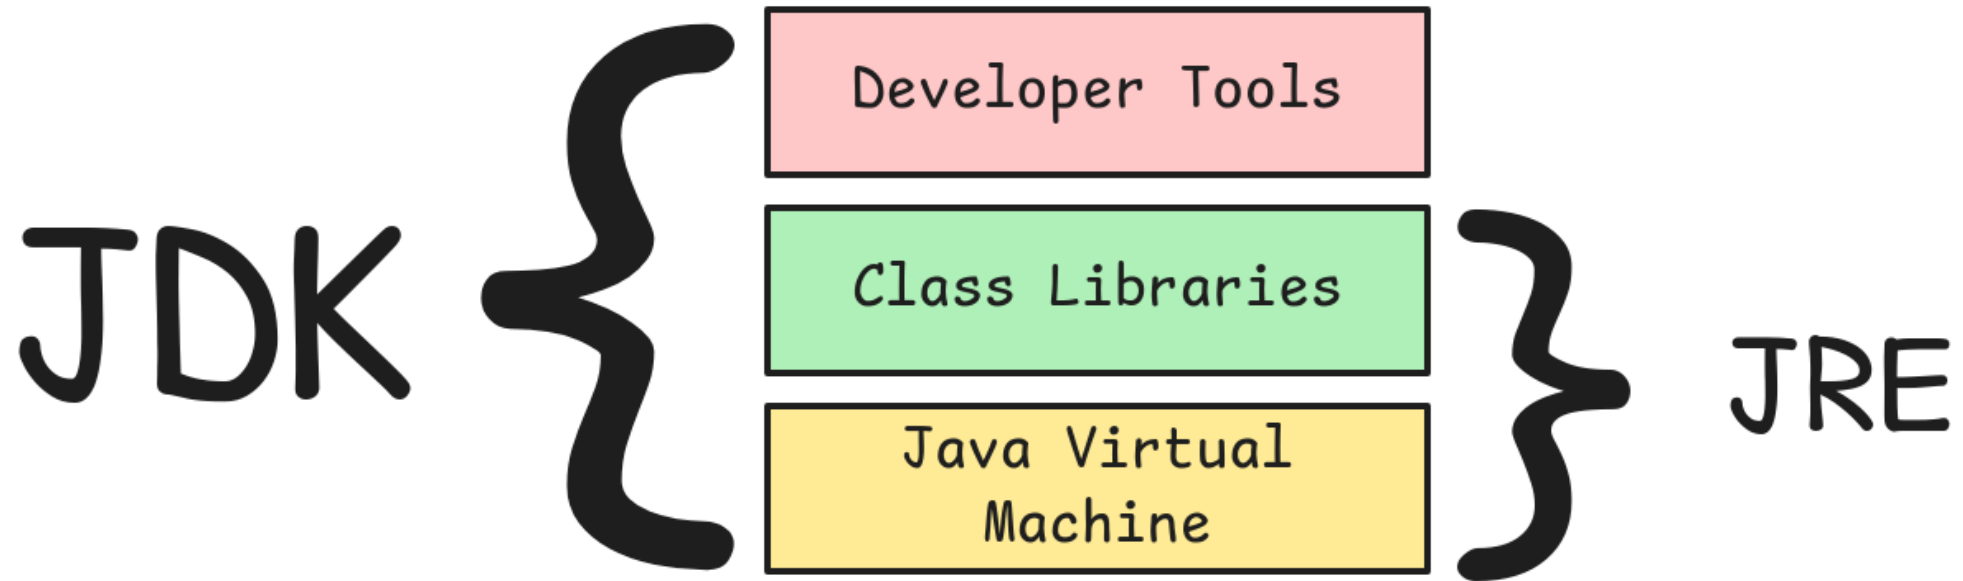 JDK
Developer Tools
Class Libraries
Java Virtual
Machine
JRE